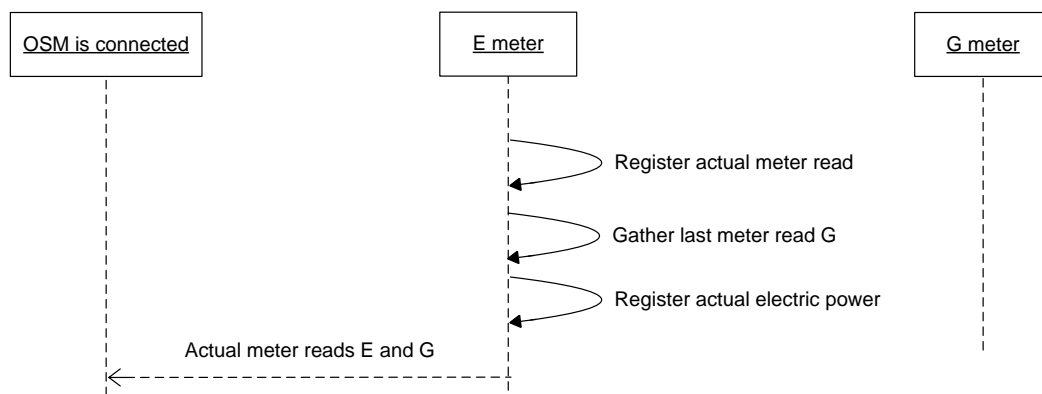 OSM is connected
E meter
G meter
Register actual meter read
Gather last meter read G
Register actual electric power
Actual meter reads E and G